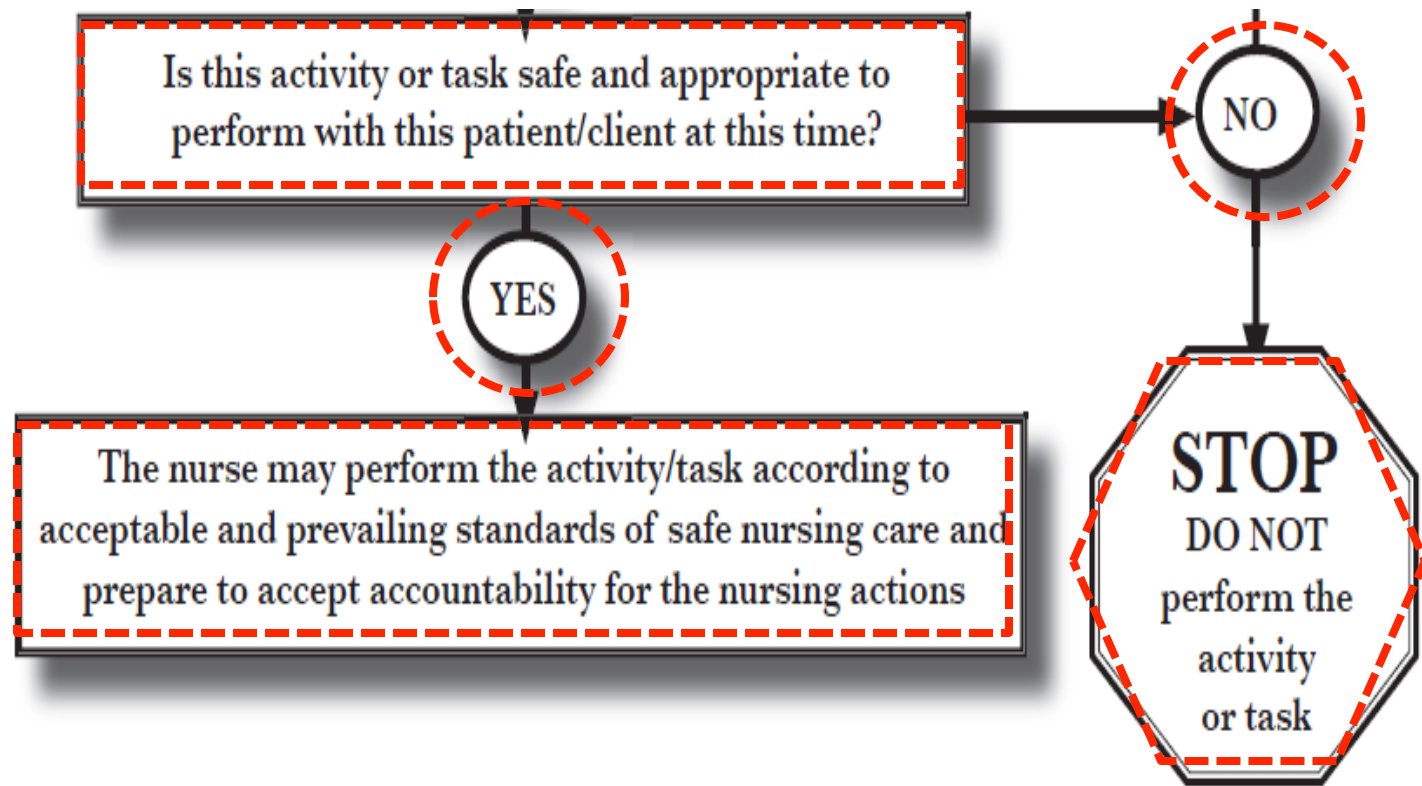 Is this activity or task safe and appropriate to
perform with this patient/client at this time?
NO
YES
The nurse may perform the activity/task according to
acceptable and prevailing standards of safe nursing care and
prepare to accept accountability for the nursing actions
STOP
DO NOT
perform the
activity
or task